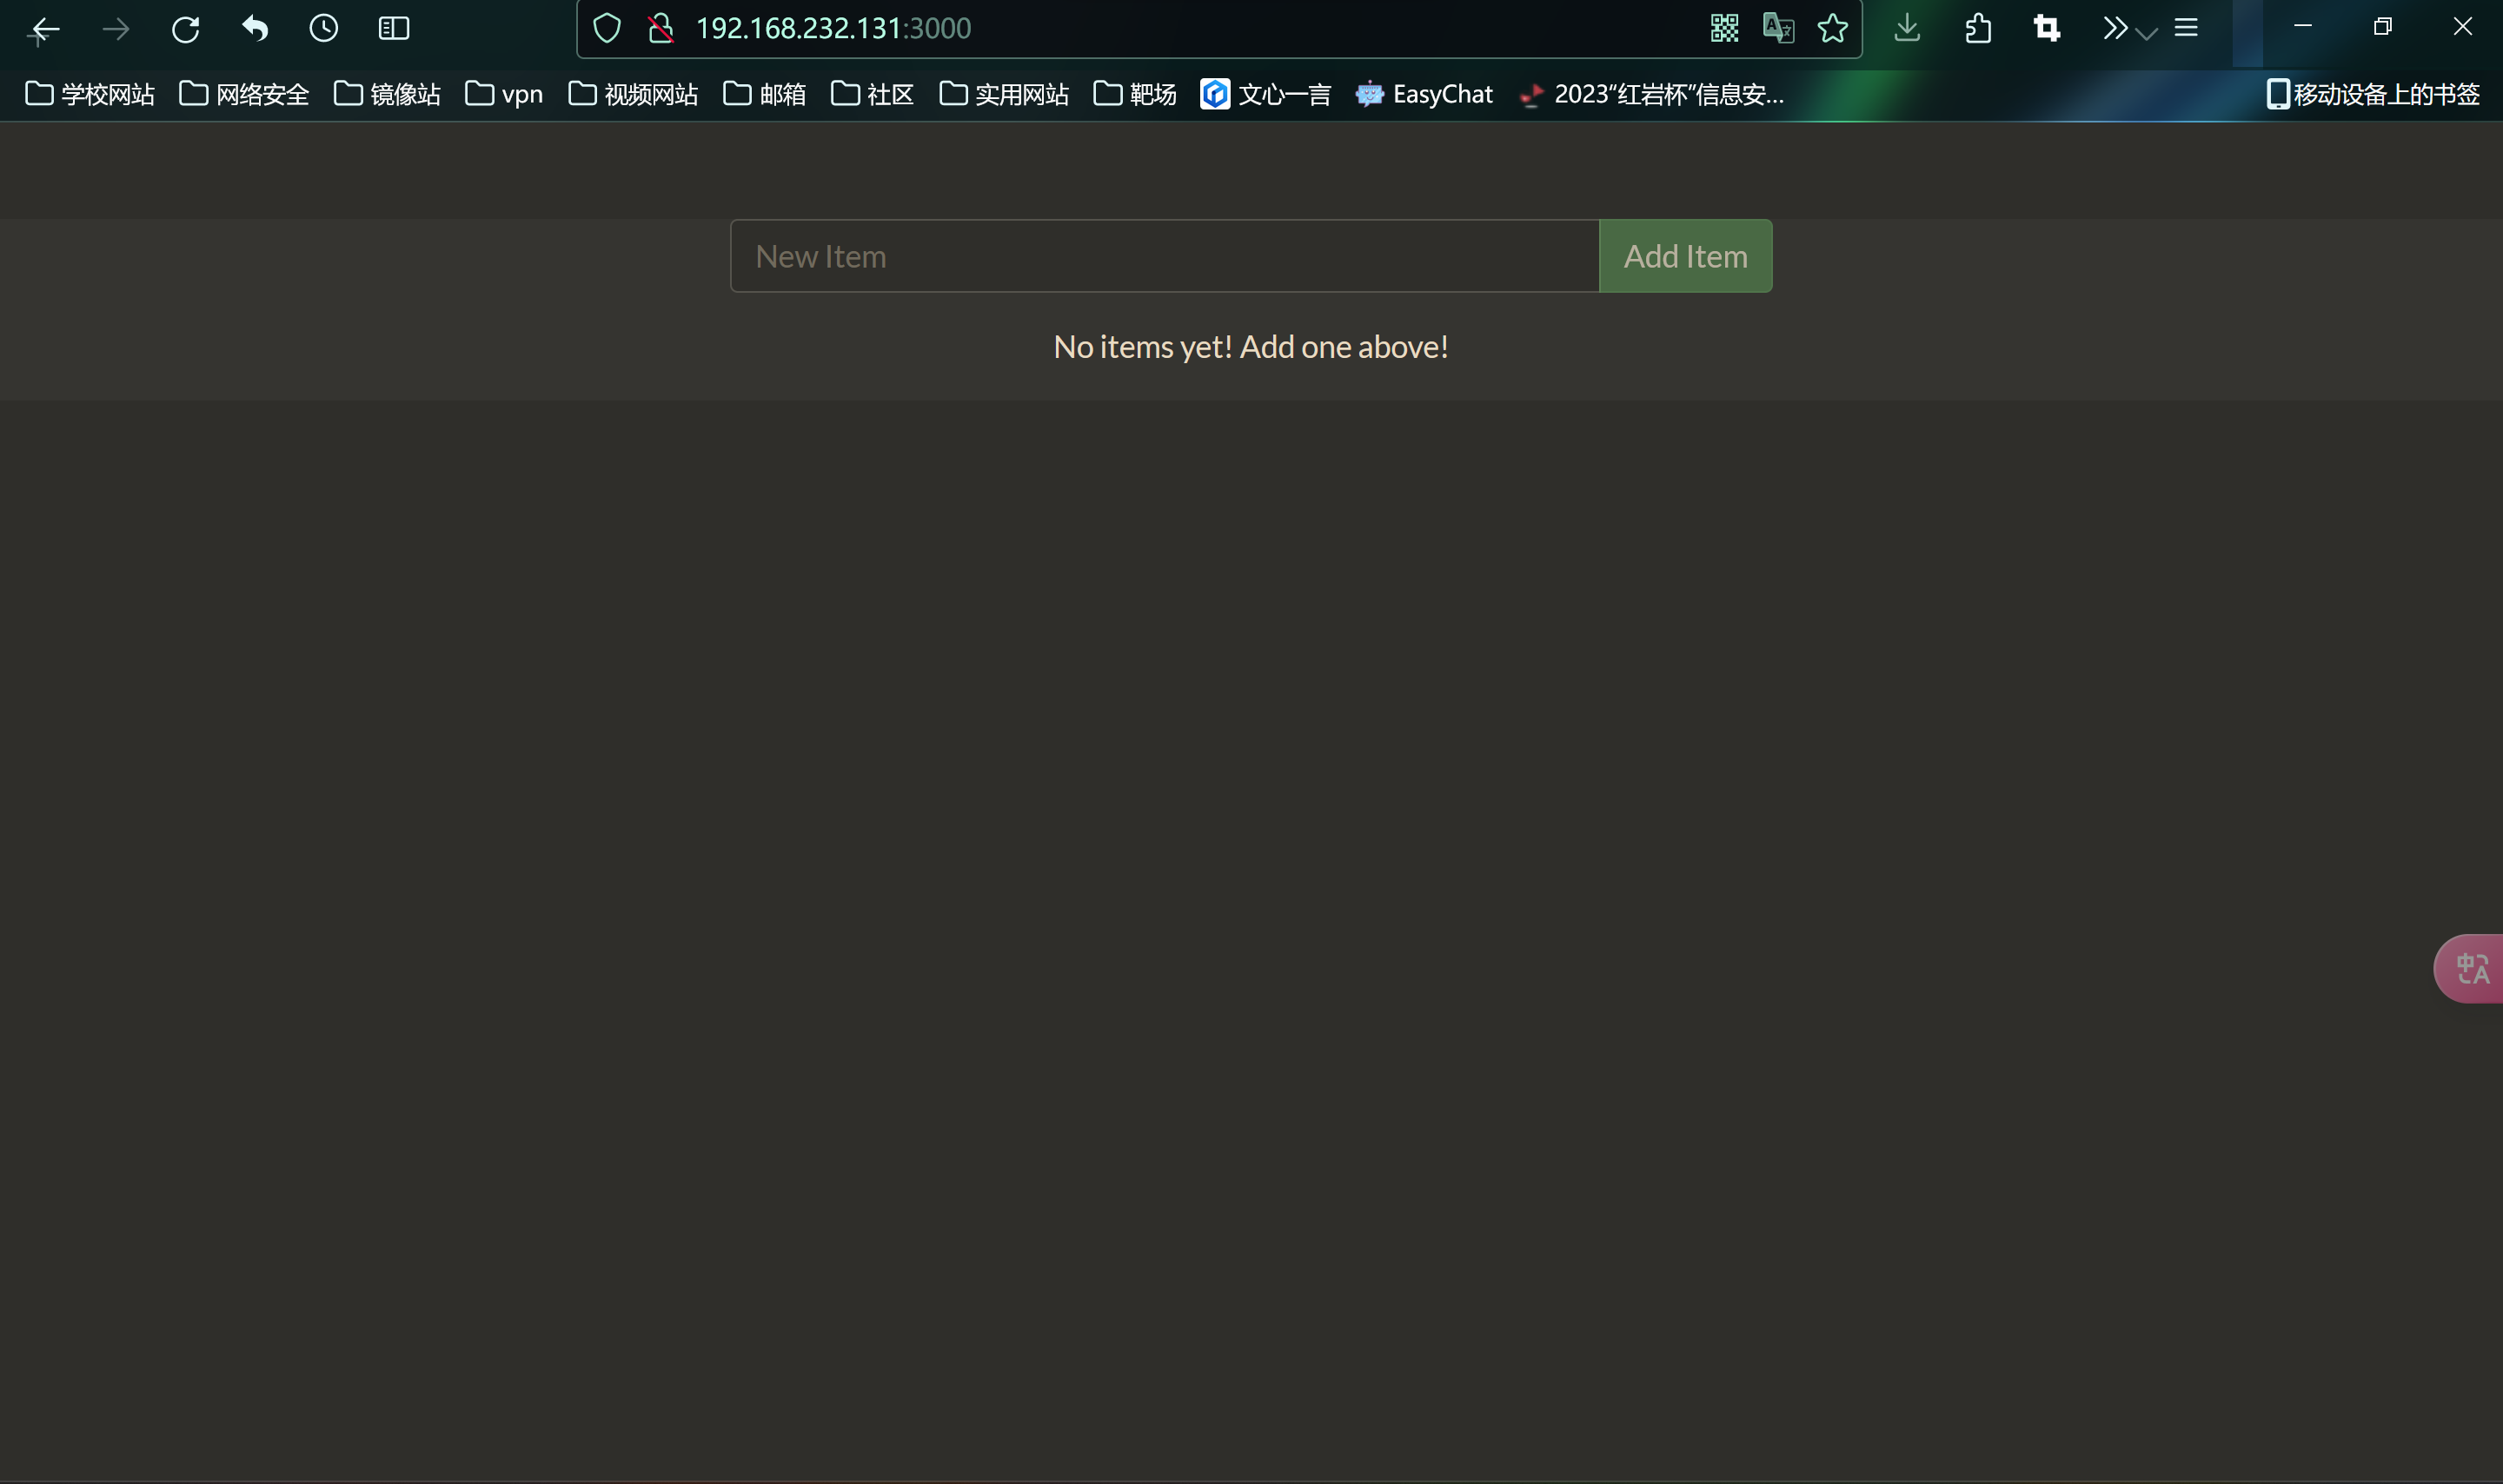 192.168.232.131:3000
学校网站 网络安全 镜像站 vpn 视频网站 邮箱 社区 实用网站 靶场 文心一言 EasyChat 2023“红岩杯”信息安... 移动设备上的书签
New Item Add Item
No items yet! Add one above!